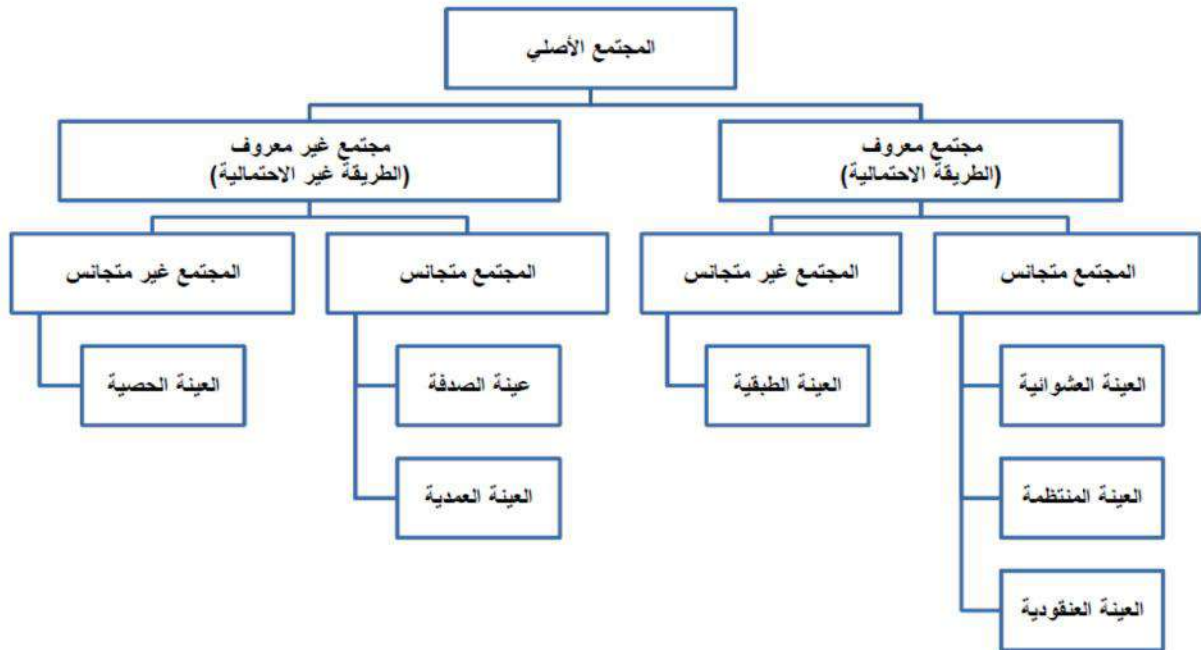 المجتمع الأصلي
مجتمع معروف
(الطريقة الاحتمالية)
مجتمع غير معروف
(الطريقة غير الاحتمالية)
المجتمع متجانس
المجتمع غير متجانس
المجتمع متجانس
المجتمع غير متجانس
العينة العشوائية
العينة الطبقية
عينة الصدفة
العينة الحصية
العينة المنتظمة
العينة العمدية
العينة العنقودية